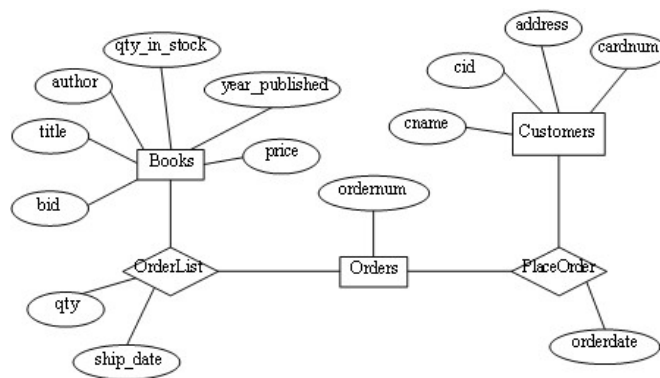 qty_in_stock
author
year_published
title
Books
price
bid
address
cid
cardnum
cname
Customers
ordernum
OrderList
Orders
PlaceOrder
qty
ship_date
orderdate